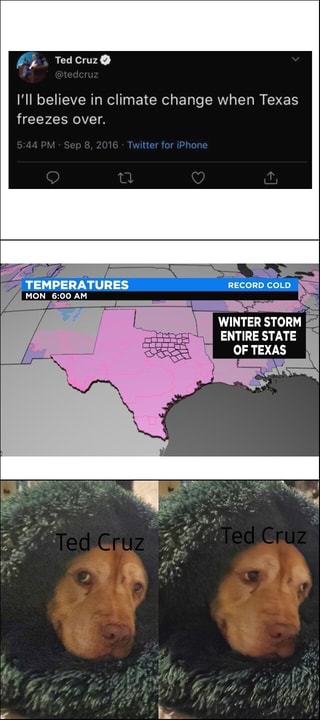 Ted Cruz
@tedcruz
I'll believe in climate change when Texas
freezes over.
5:44 PM · Sep 8, 2016 · Twitter for iPhone
TEMPERATURES RECORD COLD
MON 6:00 AM
WINTER STORM
ENTIRE STATE
OF TEXAS
Ted Cruz
Ted Cruz